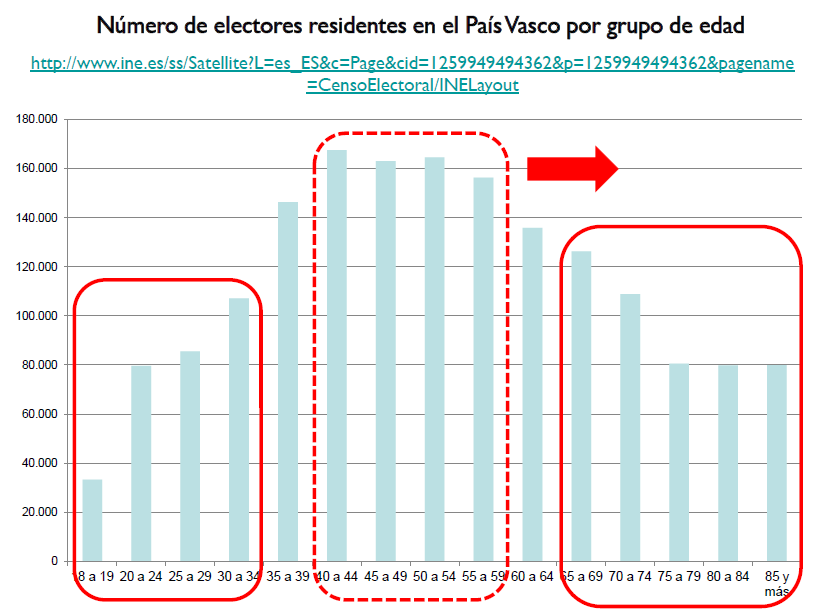 Número de electores residentes en el País Vasco por grupo de edad
http://www.ine.es/ss/Satellite?L=es_ES&c=Page&cid=1259949494362&p=1259949494362&pagename
=CensoElectoral/INELayout
180.000
160.000
140.000
120.000
100.000
80.000
60.000
40.000
20.000
0
18 a 19 20 a 24 25 a 29 30 a 34 35 a 39 40 a 44 45 a 49 50 a 54 55 a 59 60 a 64 65 a 69 70 a 74 75 a 79 80 a 84 85 y
más